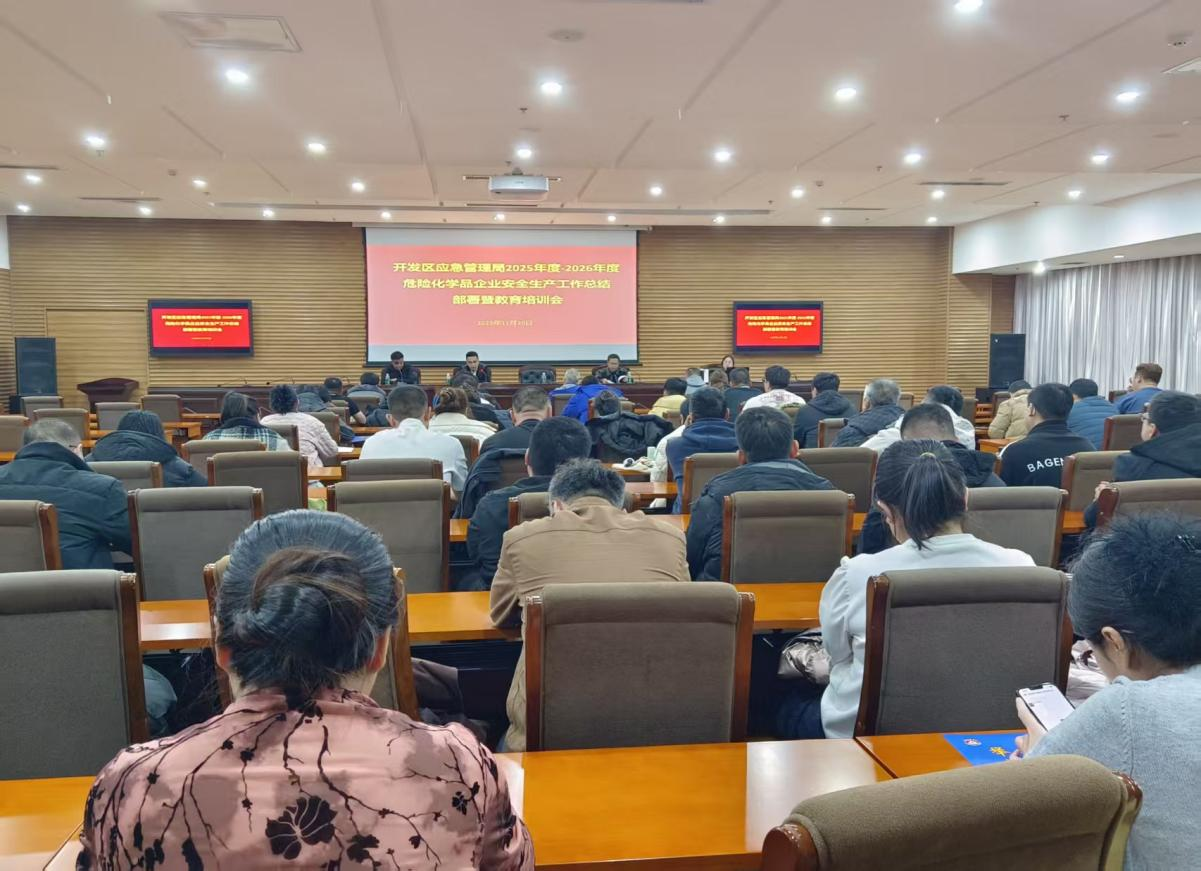 开发区应急管理局2025年度-2026年度
危险化学品企业安全生产工作总结
部署暨教育培训会
BAGEN